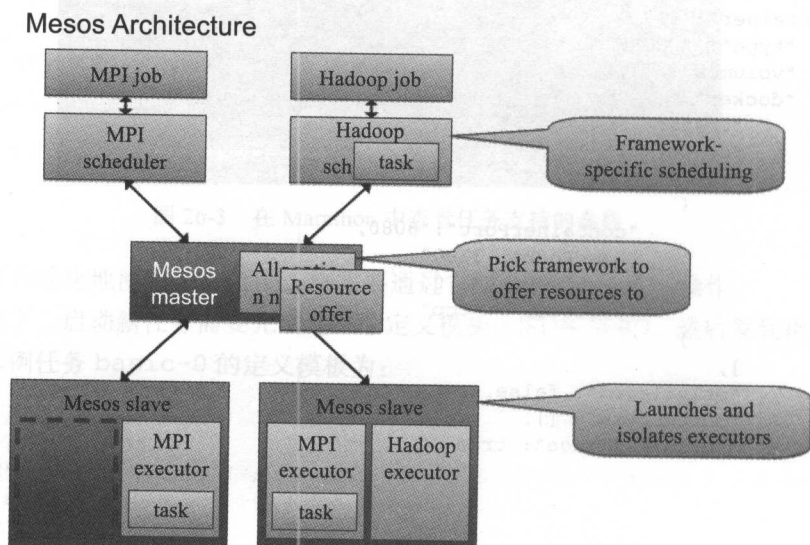 Mesos Architecture
MPI job
Hadoop job
MPI
scheduler
Hadoop
sch
task
Framework-
specific scheduling
Mesos
master
Allocatio
n m
Resource
offer
Pick framework to
offer resources to
Mesos slave
MPI
executor
task
Mesos slave
MPI
executor
task
Hadoop
executor
Launches and
isolates executors